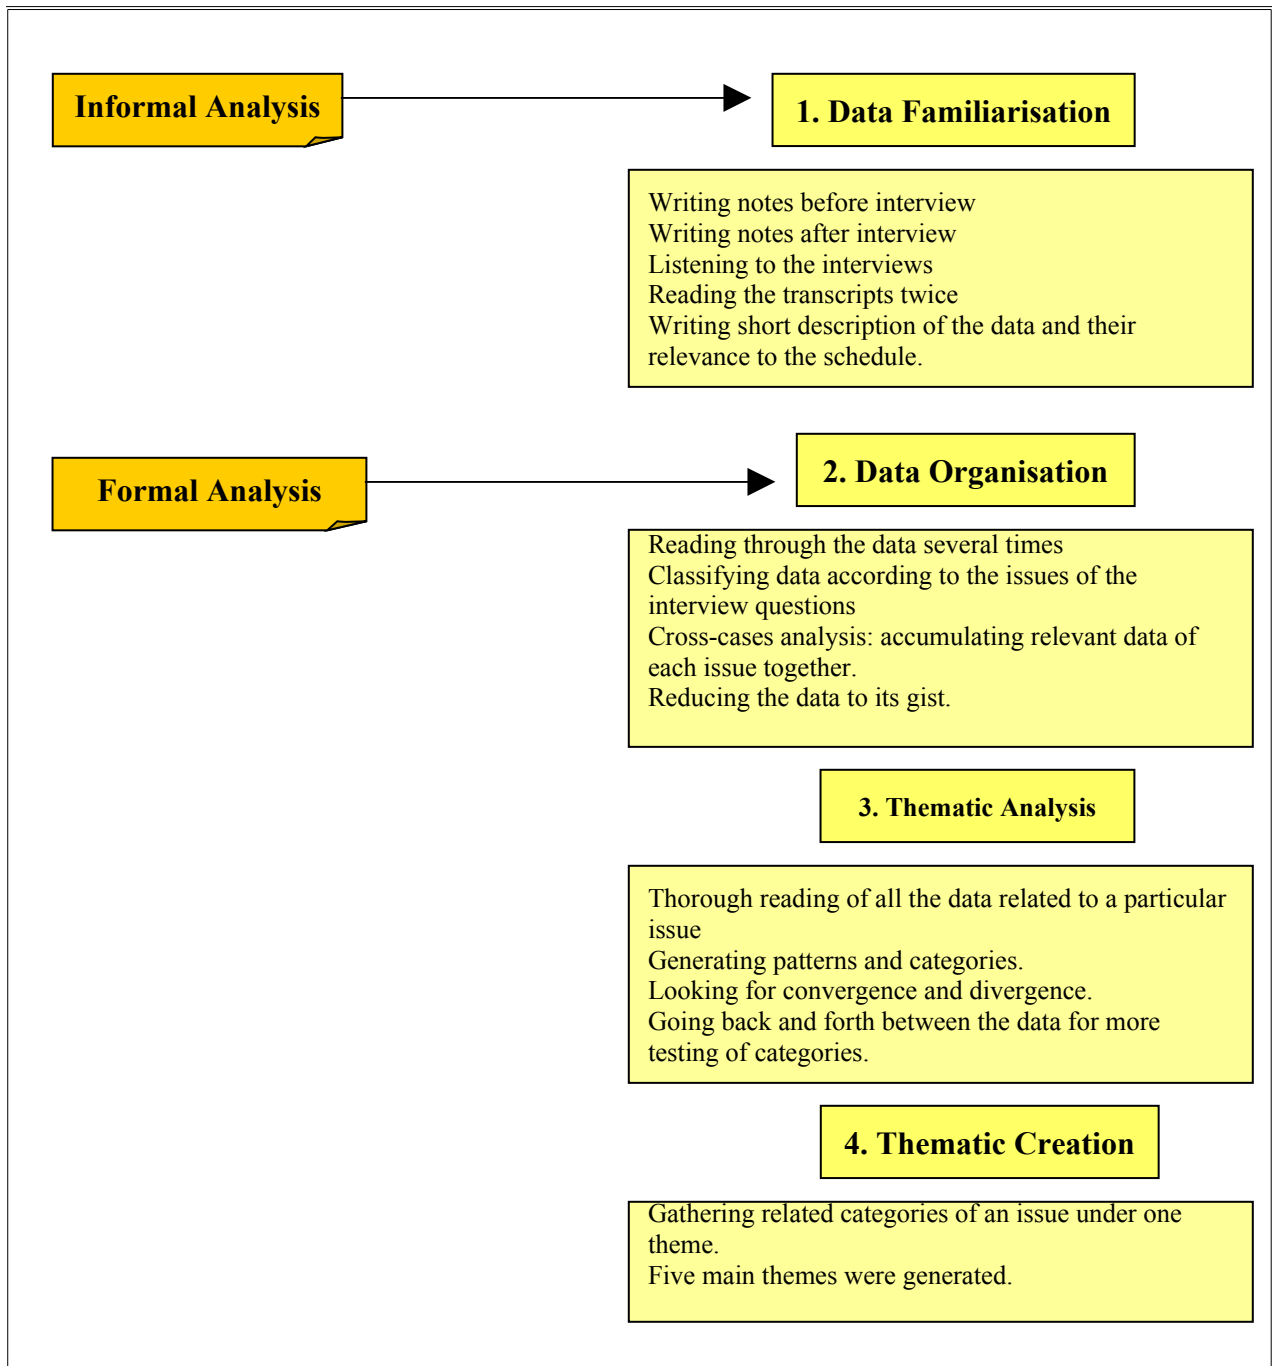 Informal Analysis
1. Data Familiarisation
Writing notes before interview
Writing notes after interview
Listening to the interviews
Reading the transcripts twice
Writing short description of the data and their
relevance to the schedule.
Formal Analysis
2. Data Organisation
Reading through the data several times
Classifying data according to the issues of the
interview questions
Cross-cases analysis: accumulating relevant data of
each issue together.
Reducing the data to its gist.
3. Thematic Analysis
Thorough reading of all the data related to a particular
issue
Generating patterns and categories.
Looking for convergence and divergence.
Going back and forth between the data for more
testing of categories.
4. Thematic Creation
Gathering related categories of an issue under one
theme.
Five main themes were generated.